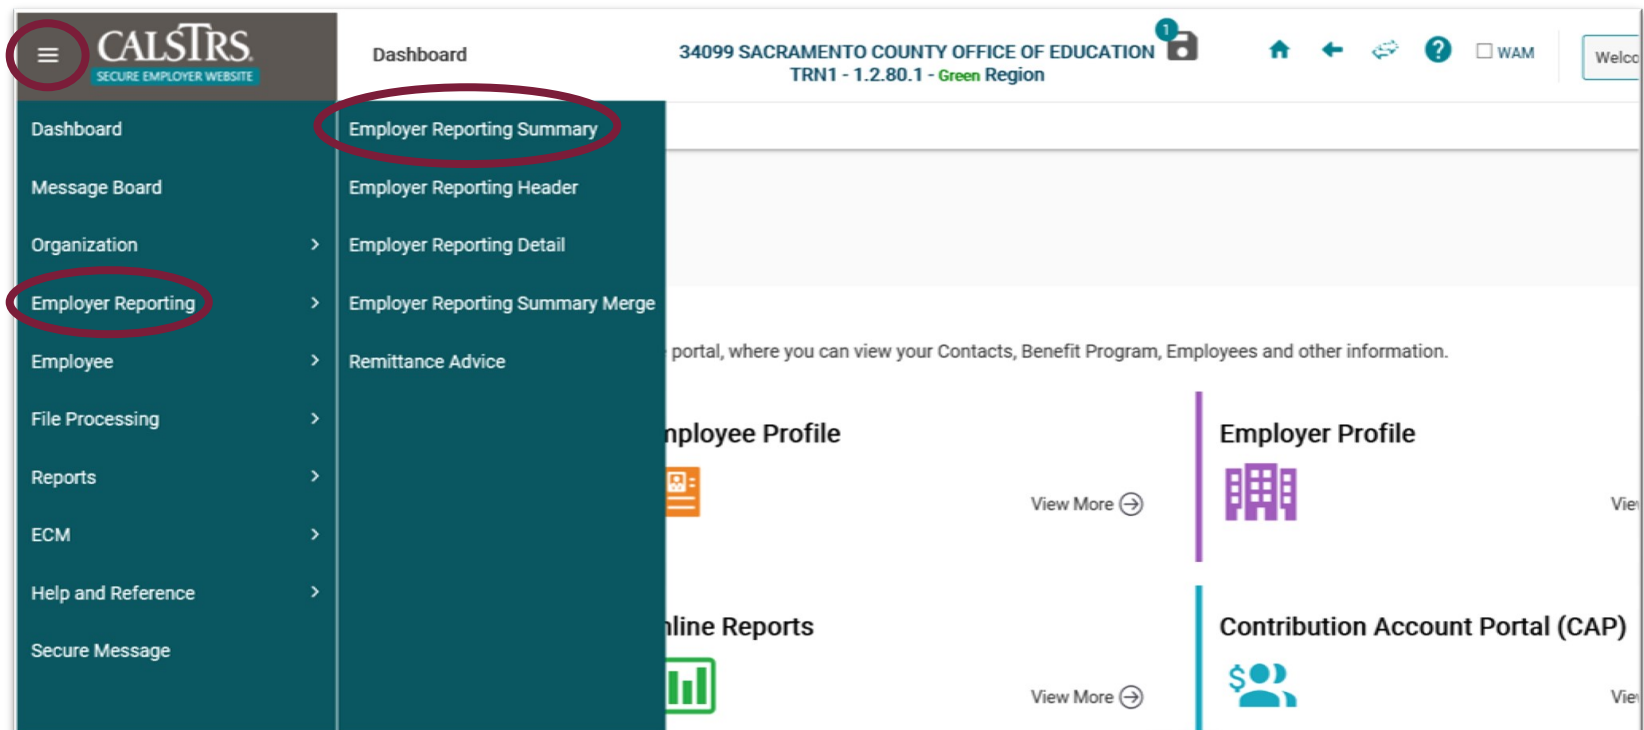 CALSTRS
SECURE EMPLOYER WEBSITE
Dashboard
34099 SACRAMENTO COUNTY OFFICE OF EDUCATION
TRN1 - 1.2.80.1 - Green Region
1
?
WAM
Welco
Dashboard
Message Board
Organization
Employer Reporting
Employee
File Processing
Reports
ECM
Help and Reference
Secure Message
Employer Reporting Summary
Employer Reporting Header
Employer Reporting Detail
Employer Reporting Summary Merge
Remittance Advice
portal, where you can view your Contacts, Benefit Program, Employees and other information.
mployee Profile
View More
Employer Profile
Vie
nline Reports
View More
Contribution Account Portal (CAP)
$
Vie